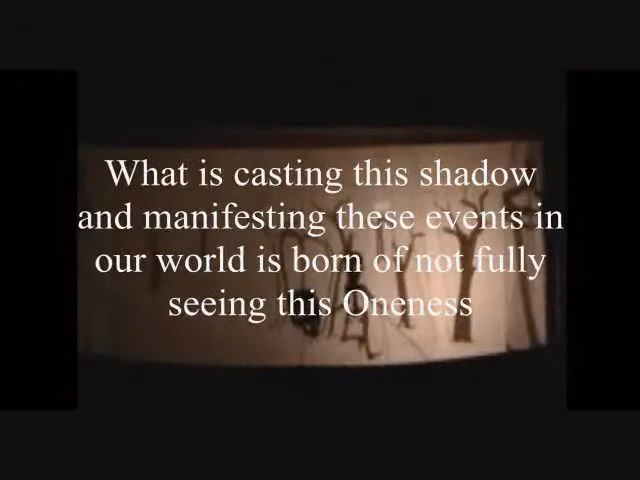 What is casting this shadow
and manifesting these events in
our world is born of not fully
seeing this Oneness